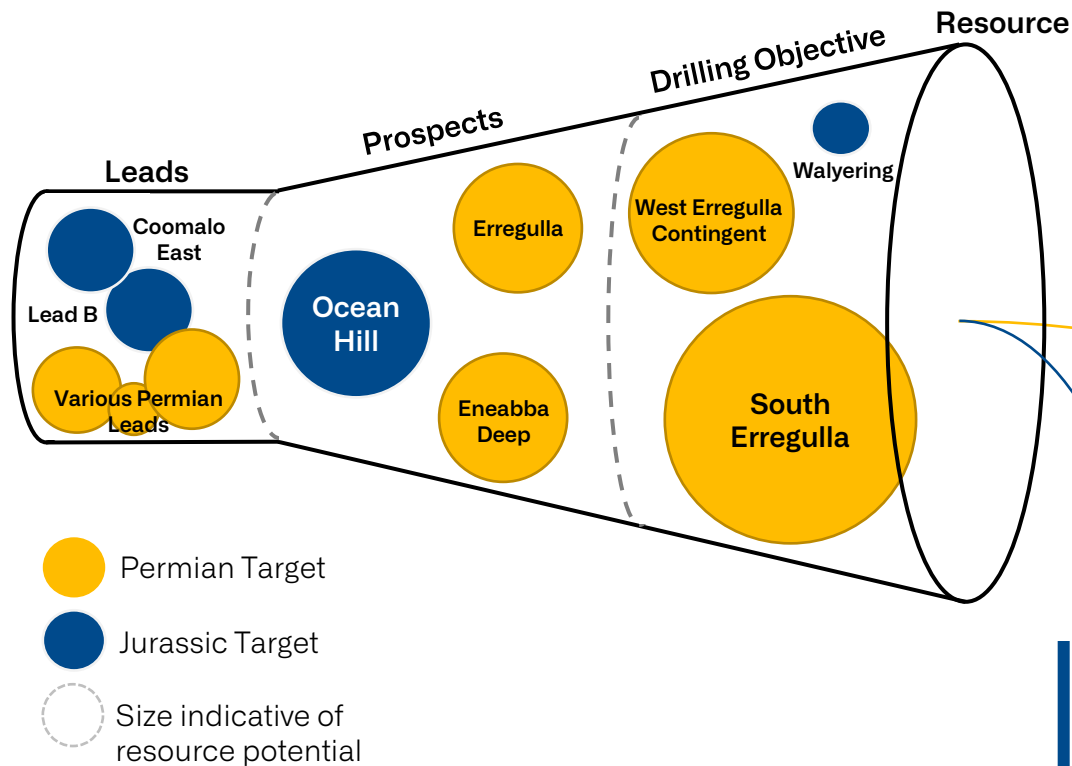 Resource
Drilling Objective
Prospects
Leads
Coomalo
East
Lead B
Various Permian
Leads
Ocean
Hill
Erregulla
Eneabba
Deep
West Erregulla
Contingent
Walyering
South
Erregulla
Permian Target
Jurassic Target
Size indicative of
resource potential